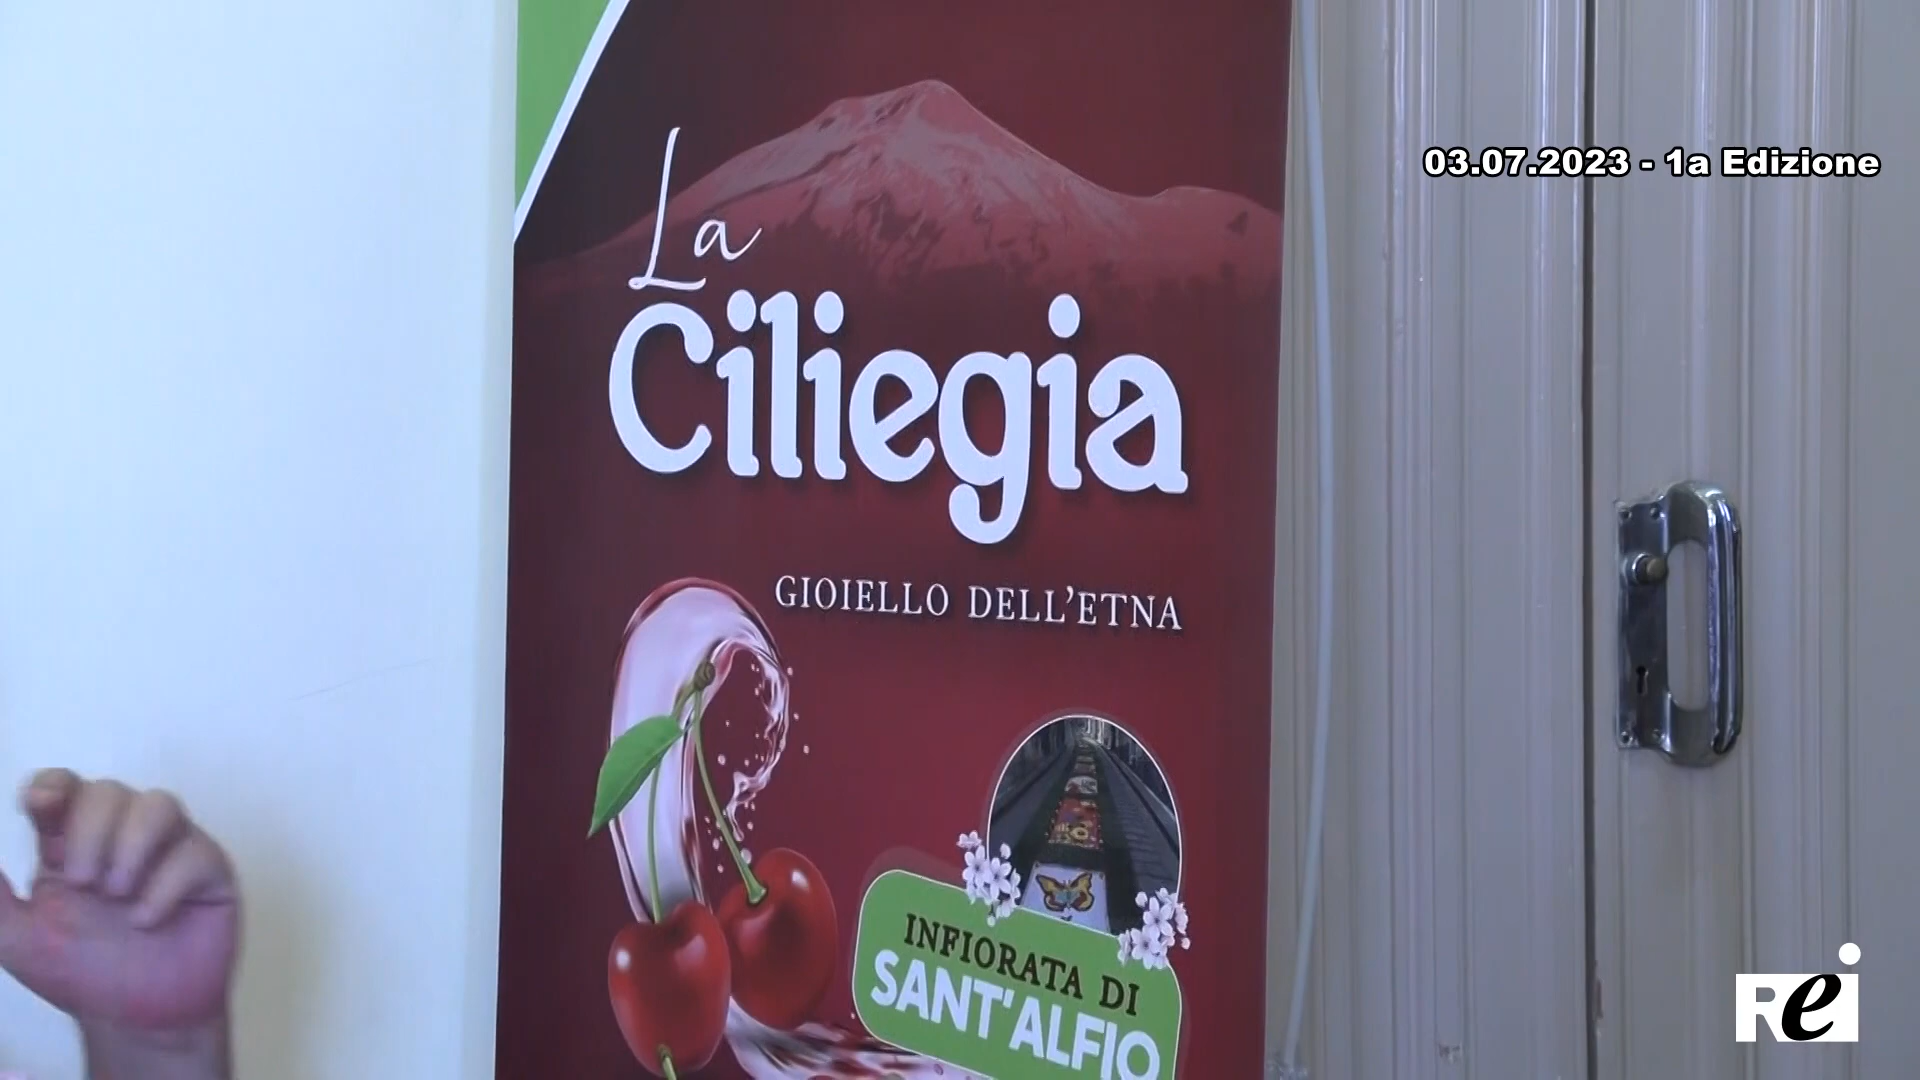 03.07.2023 - 1a Edizione
La
Ciliegia
GIOIELLO DELL'ETNA
INFIORATA DI
SANT'ALFIO
Rei